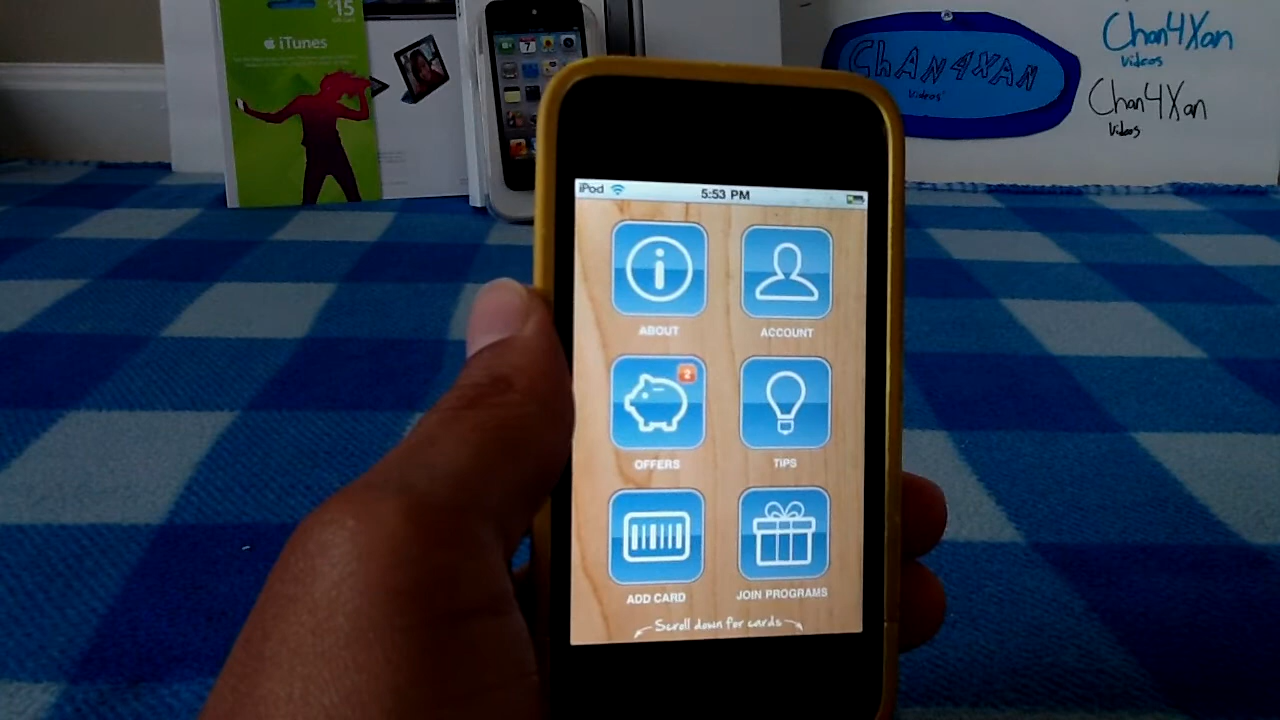 $15
iTunes
Chan4Xan
Videos
CHAN4XAN
Videos
Chan4Xan
Videos
iPod
5:53 PM
ABOUT
ACCOUNT
2
OFFERS
TIPS
ADD CARD
JOIN PROGRAMS
Scroll down for cards